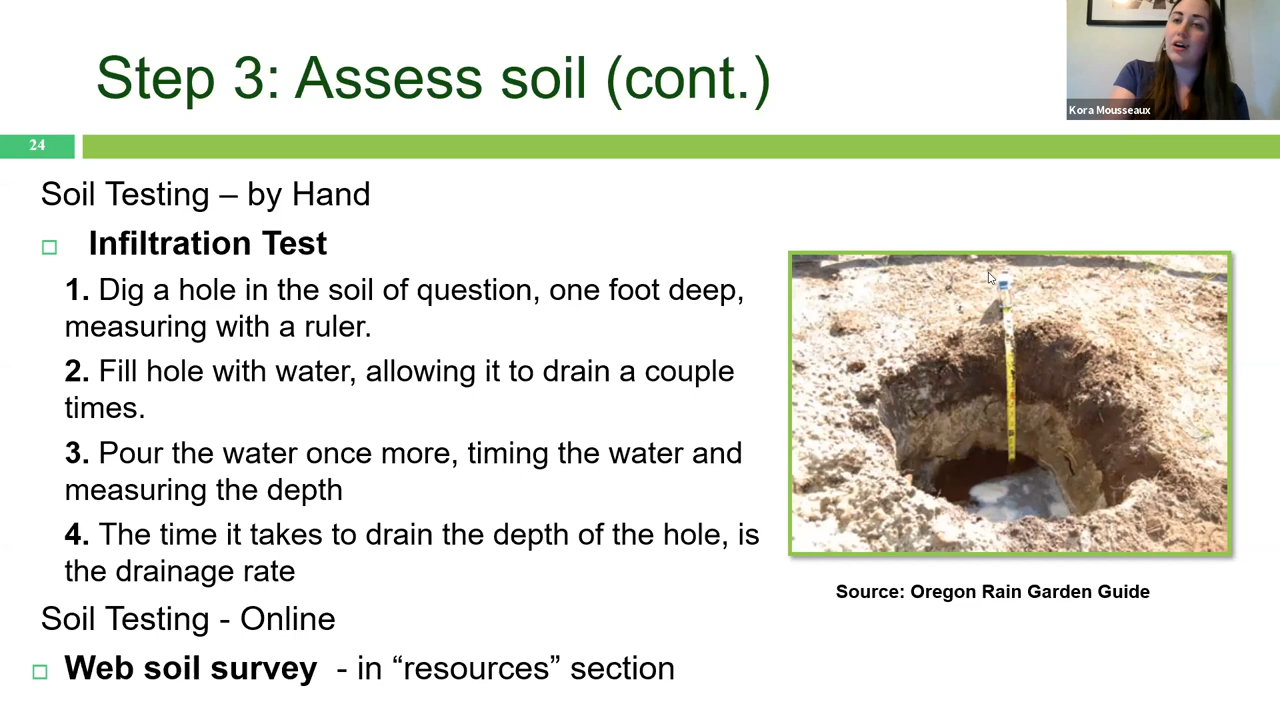 Step 3: Assess soil (cont.)
Kora Mousseaux
24
Soil Testing – by Hand
Infiltration Test
1. Dig a hole in the soil of question, one foot deep,
measuring with a ruler.
2. Fill hole with water, allowing it to drain a couple
times.
3. Pour the water once more, timing the water and
measuring the depth
4. The time it takes to drain the depth of the hole, is
the drainage rate
Source: Oregon Rain Garden Guide
Soil Testing - Online
Web soil survey - in “resources” section